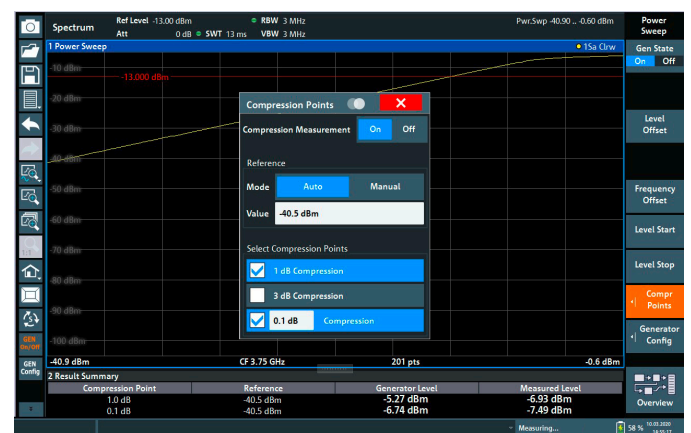 Spectrum
Ref Level -13.00 dBm
RBW 3 MHz
Pwr.Swp -40.90 .. -0.60 dBm
Att 0 dB SWT 13 ms VBW 3 MHz
Power Sweep
1 Power Sweep
1Sa Clrw
Gen State
On Off
-10 dBm
-13.000 dBm
-20 dBm
-30 dBm
-40 dBm
-50 dBm
-60 dBm
-70 dBm
-80 dBm
-90 dBm
-100 dBm
Compression Points
Compression Measurement On Off
Reference
Mode Auto Manual
Value -40.5 dBm
Select Compression Points
1 dB Compression
3 dB Compression
0.1 dB Compression
Level Offset
Frequency Offset
Level Start
Level Stop
Compr Points
Generator Config
Overview
GEN On/Off
GEN Config
-40.9 dBm CF 3.75 GHz 201 pts -0.6 dBm
2 Result Summary
Compression Point Reference Generator Level Measured Level
1.0 dB -40.5 dBm -5.27 dBm -6.93 dBm
0.1 dB -40.5 dBm -6.74 dBm -7.49 dBm
Measuring...
58 %
10.03.2020
14:55:17